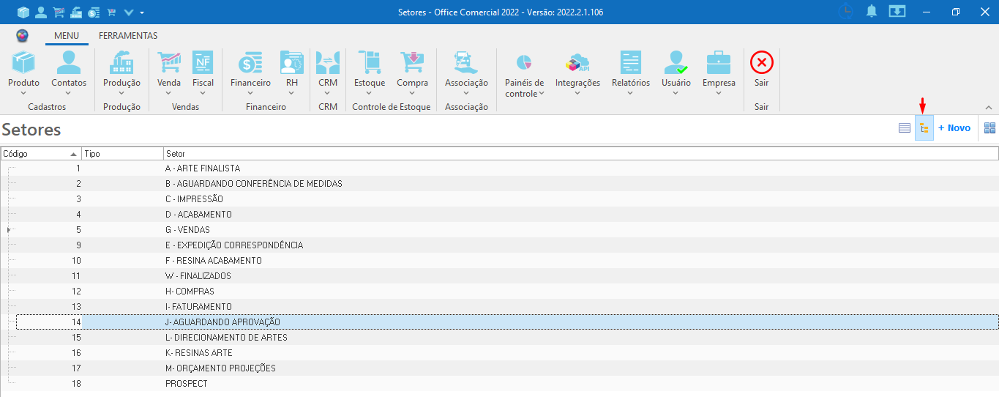 Setores - Office Comercial 2022 - Versão: 2022.2.1.106
MENU FERRAMENTAS
NF $ API
Produto Contatos Produção Venda Fiscal Financeiro RH CRM Estoque Compra Associação Painéis de controle Integrações Relatórios Usuário Empresa Sair
Cadastros Produção Vendas Financeiro CRM Controle de Estoque Associação Sair
Setores + Novo
Código Tipo Setor
1 A - ARTE FINALISTA
2 B - AGUARDANDO CONFERÊNCIA DE MEDIDAS
3 C - IMPRESSÃO
4 D - ACABAMENTO
5 G - VENDAS
9 E - EXPEDIÇÃO CORRESPONDÊNCIA
10 F - RESINA ACABAMENTO
11 W - FINALIZADOS
12 H- COMPRAS
13 I- FATURAMENTO
14 J- AGUARDANDO APROVAÇÃO
15 L- DIRECIONAMENTO DE ARTES
16 K- RESINAS ARTE
17 M- ORÇAMENTO PROJEÇÕES
18 PROSPECT